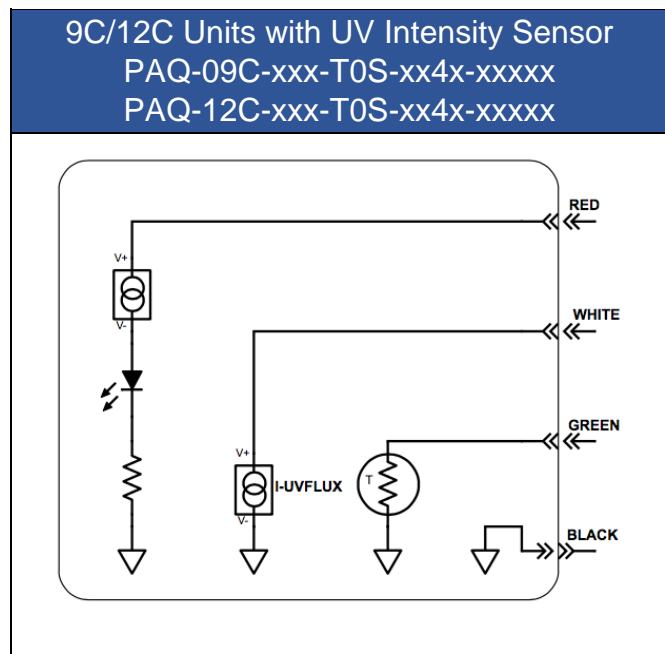 9C/12C Units with UV Intensity Sensor
PAQ-09C-xxx-T0S-xx4x-xxxxx
PAQ-12C-xxx-T0S-xx4x-xxxxx
RED
V+
V-
WHITE
GREEN
V+
I-UVFLUX
T
V-
BLACK